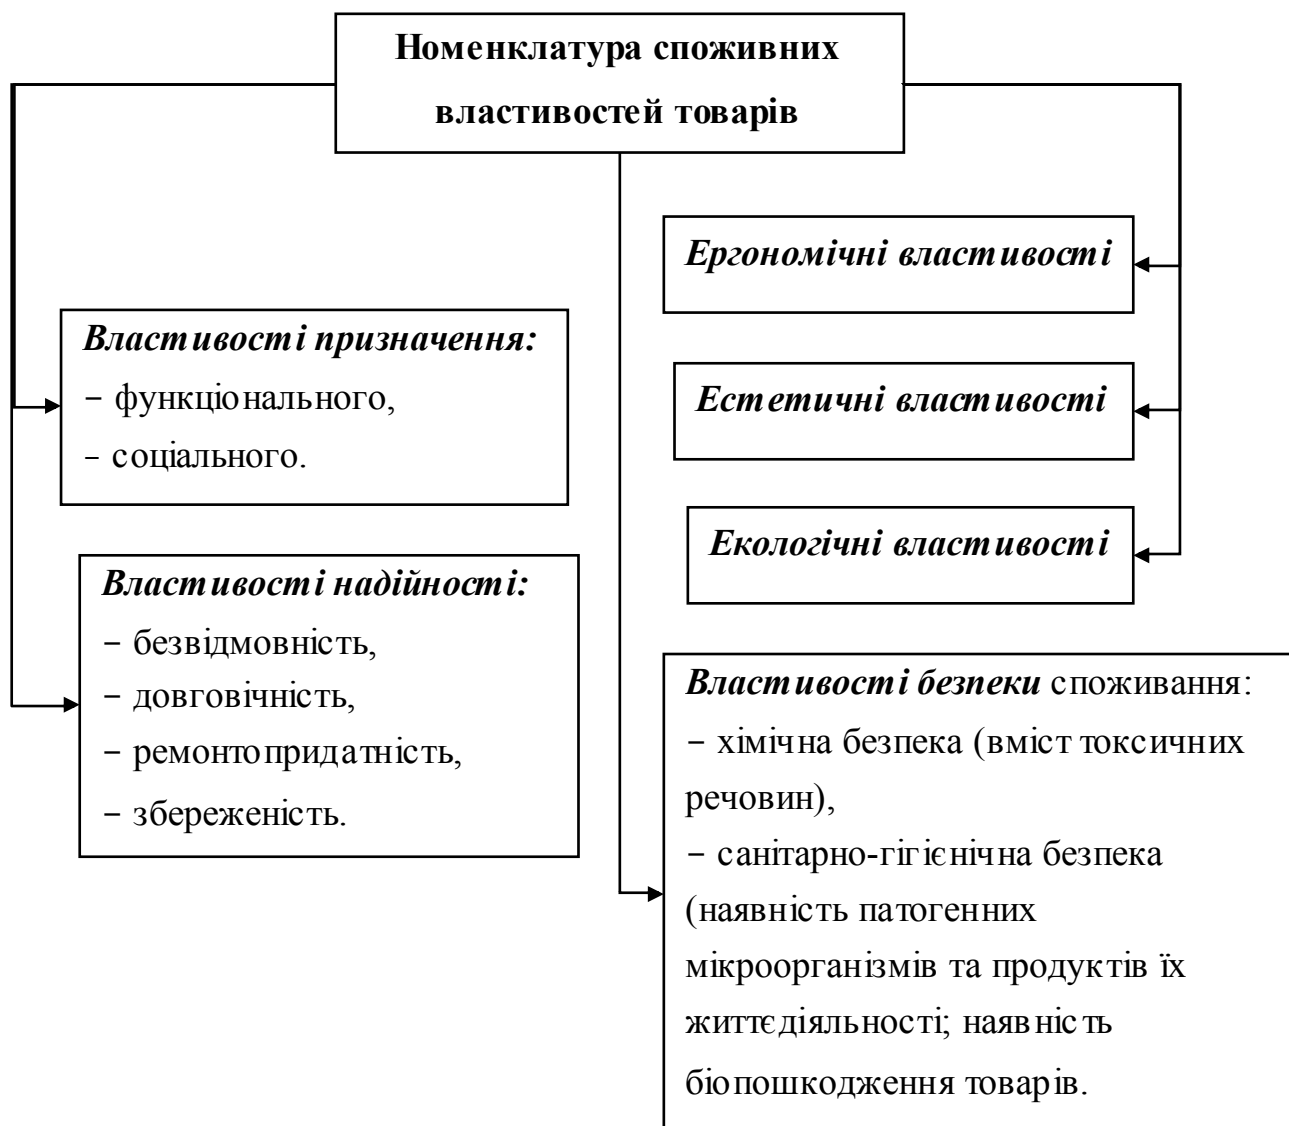 Номенклатура споживних
властивостей товарів
Ергономічні властивості
Властивості призначення:
− функціонального,
− соціального.
Естетичні властивості
Екологічні властивості
Властивості надійності:
− безвідмовність,
− довговічність,
− ремонтопридатність,
− збереженість.
Властивості безпеки споживання:
− хімічна безпека (вміст токсичних
речовин),
− санітарно-гігієнічна безпека
(наявність патогенних
мікроорганізмів та продуктів їх
життєдіяльності; наявність
біопошкодження товарів.